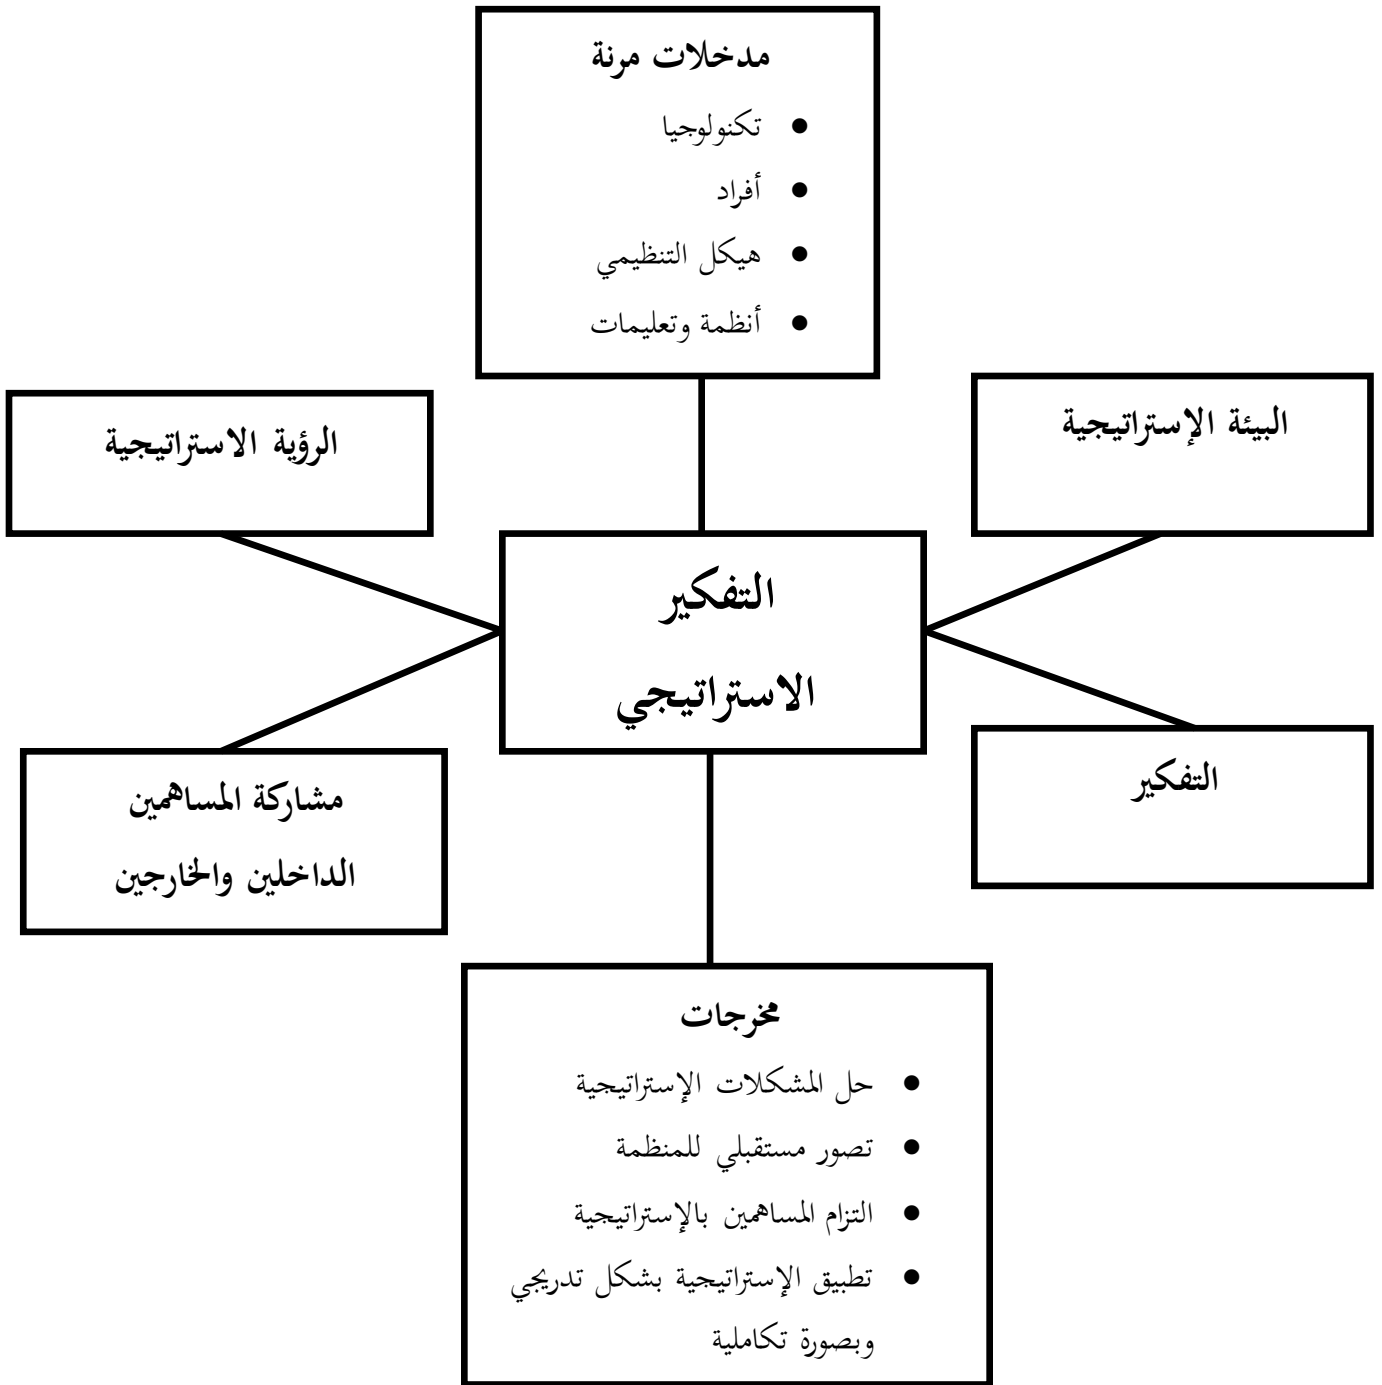 مدخلات مرنة
• تكنولوجيا
• أفراد
• هيكل التنظيمي
• أنظمة وتعليمات
البيئة الإستراتيجية
الرؤية الاستراتيجية
التفكير
الاستراتيجي
التفكير
مشاركة المساهمين
الداخلين والخارجين
مخرجات
• حل المشكلات الإستراتيجية
• تصور مستقبلي للمنظمة
• التزام المساهمين بالإستراتيجية
• تطبيق الإستراتيجية بشكل تدريجي
وبصورة تكاملية